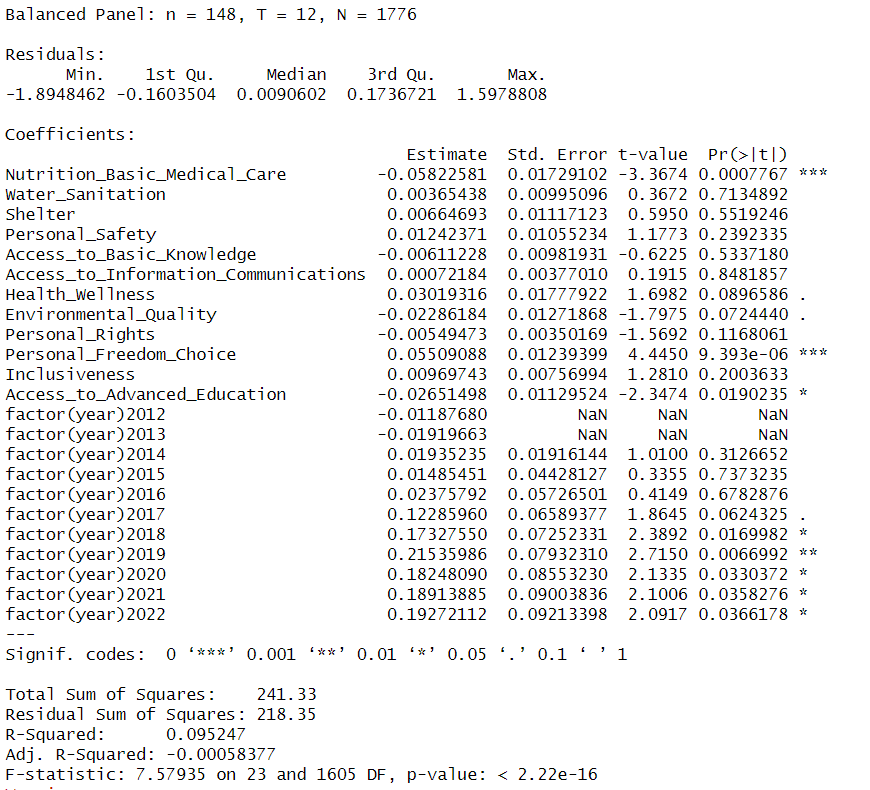 Balanced Panel: n = 148, T = 12, N = 1776
Residuals:
Min. 1st Qu. Median 3rd Qu. Max.
-1.8948462 -0.1603504 0.0090602 0.1736721 1.5978808
Coefficients:
Estimate Std. Error t-value Pr(>|t|)
Nutrition_Basic_Medical_Care -0.05822581 0.01729102 -3.3674 0.0007767 ***
Water_Sanitation 0.00365438 0.00995096 0.3672 0.7134892
Shelter 0.00664693 0.01117123 0.5950 0.5519246
Personal_Safety 0.01242371 0.01055234 1.1773 0.2392335
Access_to_Basic_Knowledge -0.00611228 0.00981931 -0.6225 0.5337180
Access_to_Information_Communications 0.00072184 0.00377010 0.1915 0.8481857
Health_Wellness 0.03019316 0.01777922 1.6982 0.0896586 .
Environmental_Quality -0.02286184 0.01271868 -1.7975 0.0724440 .
Personal_Rights -0.00549473 0.00350169 -1.5692 0.1168061
Personal_Freedom_Choice 0.05509088 0.01239399 4.4450 9.393e-06 ***
Inclusiveness 0.00969743 0.00756994 1.2810 0.2003633
Access_to_Advanced_Education -0.02651498 0.01129524 -2.3474 0.0190235 *
factor(year)2012 -0.01187680 NaN NaN NaN
factor(year)2013 -0.01919663 NaN NaN NaN
factor(year)2014 0.01935235 0.01916144 1.0100 0.3126652
factor(year)2015 0.01485451 0.04428127 0.3355 0.7373235
factor(year)2016 0.02375792 0.05726501 0.4149 0.6782876
factor(year)2017 0.12285960 0.06589377 1.8645 0.0624325 .
factor(year)2018 0.17327550 0.07252331 2.3892 0.0169982 *
factor(year)2019 0.21535986 0.07932310 2.7150 0.0066992 **
factor(year)2020 0.18248090 0.08553230 2.1335 0.0330372 *
factor(year)2021 0.18913885 0.09003836 2.1006 0.0358276 *
factor(year)2022 0.19272112 0.09213398 2.0917 0.0366178 *
---
Signif. codes: 0 ‘***’ 0.001 ‘**’ 0.01 ‘*’ 0.05 ‘.’ 0.1 ‘ ’ 1
Total Sum of Squares: 241.33
Residual Sum of Squares: 218.35
R-Squared: 0.095247
Adj. R-Squared: -0.00058377
F-statistic: 7.57935 on 23 and 1605 DF, p-value: < 2.22e-16